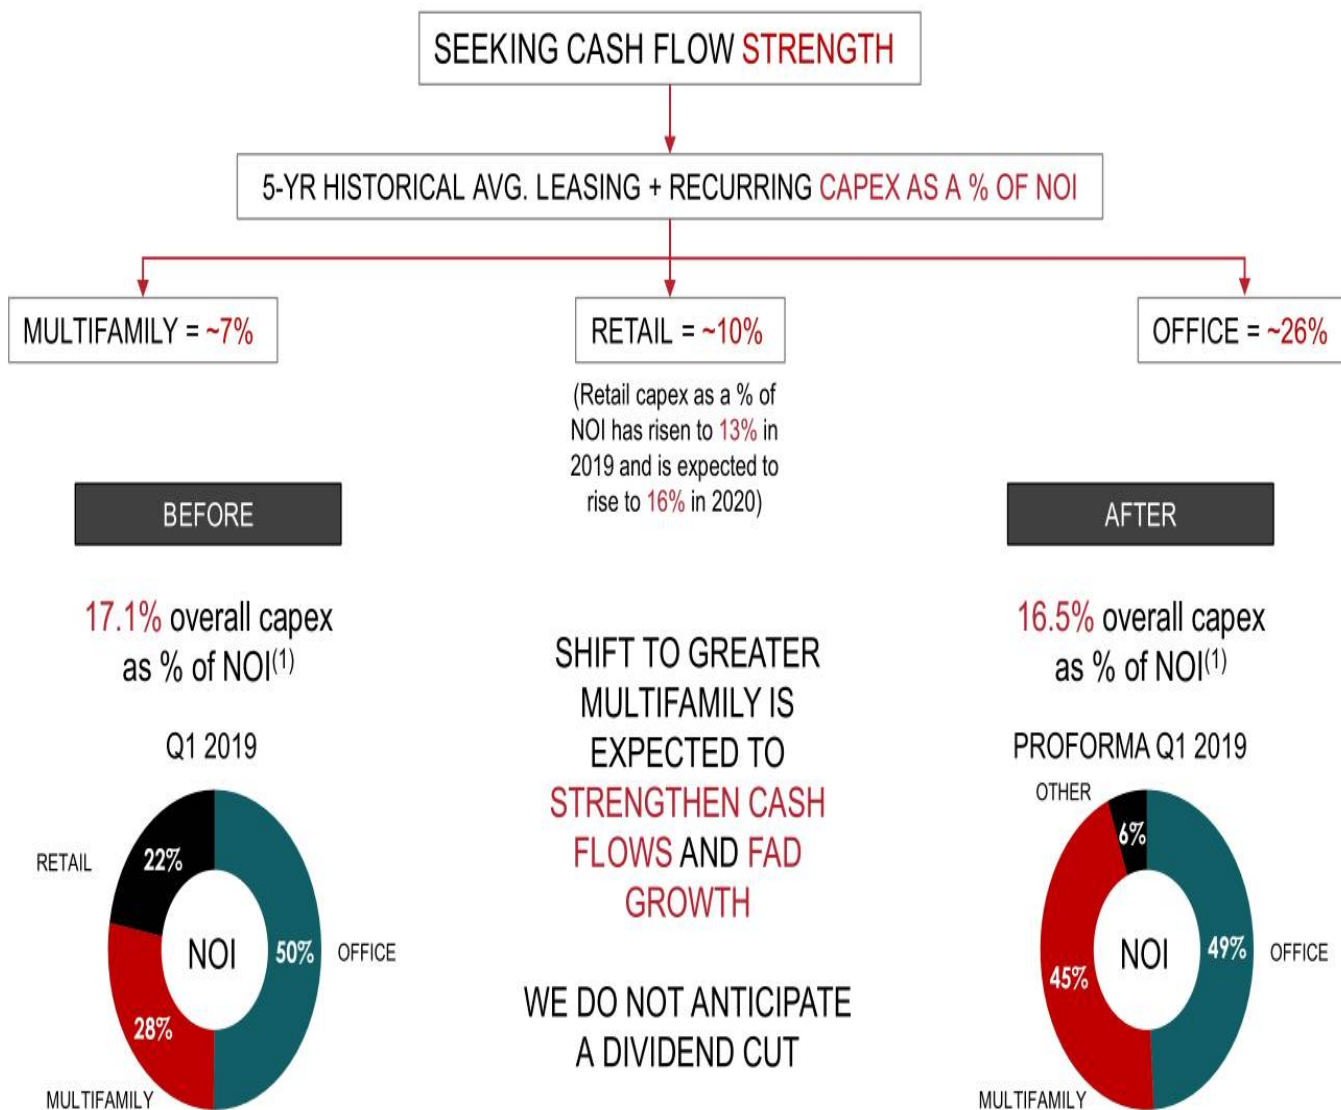 SEEKING CASH FLOW STRENGTH
5-YR HISTORICAL AVG. LEASING + RECURRING CAPEX AS A % OF NOI
MULTIFAMILY = ~7%
RETAIL = ~10%
OFFICE = ~26%
(Retail capex as a % of
NOI has risen to 13% in
2019 and is expected to
rise to 16% in 2020)
BEFORE
17.1% overall capex
as % of NOI(1)
Q1 2019
RETAIL
22%
NOI
50%
OFFICE
28%
MULTIFAMILY
SHIFT TO GREATER
MULTIFAMILY IS
EXPECTED TO
STRENGTHEN CASH
FLOWS AND FAD
GROWTH
WE DO NOT ANTICIPATE
A DIVIDEND CUT
AFTER
16.5% overall capex
as % of NOI(1)
PROFORMA Q1 2019
OTHER
6%
NOI
49%
OFFICE
45%
MULTIFAMILY